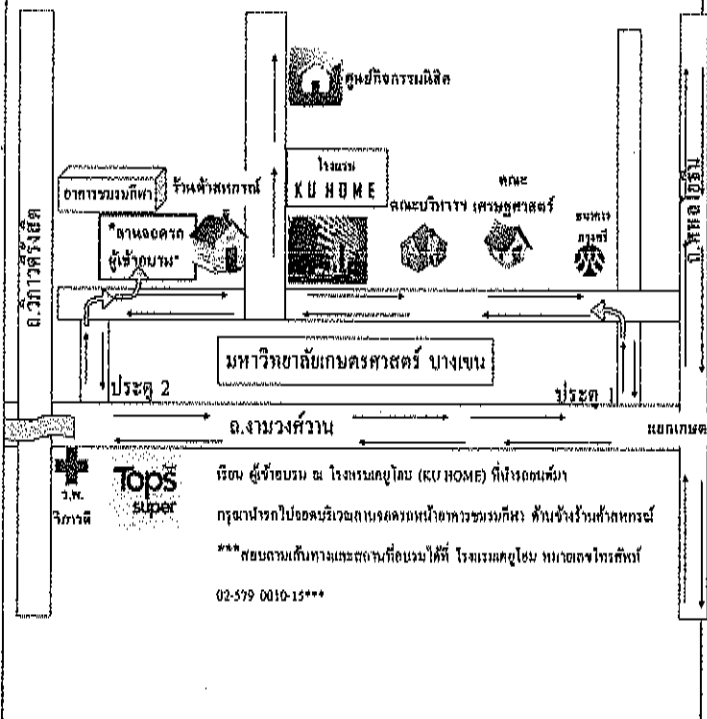 ศูนย์กิจกรรมนิสิต
โรงแรม
KU HOME
อาคารชมรมกีฬา
ร้านค้าสหกรณ์
คณะบริหารฯ
คณะ
เศรษฐศาสตร์
ธนาคาร
กรุงศรี
"ลานจอดรถ
ผู้เข้าอบรม"
ถ.วิภาวดีรังสิต
ถ.พหลโยธิน
มหาวิทยาลัยเกษตรศาสตร์ บางเขน
ประตู 2
ประตู 1
ถ.งามวงศ์วาน
แยกเกษตร
ร.พ.
วิภาวดี
Tops
super
เรียน ผู้เข้าอบรม ณ โรงแรมเคยูโฮม (KU HOME) ที่นำรถยนต์มา
กรุณานำรถไปจอดบริเวณลานจอดรถหน้าอาคารชมรมกีฬา ด้านข้างร้านค้าสหกรณ์
***สอบถามเส้นทางและสถานที่อบรมได้ที่ โรงแรมเคยูโฮม หมายเลขโทรศัพท์
02-579 0010-15***